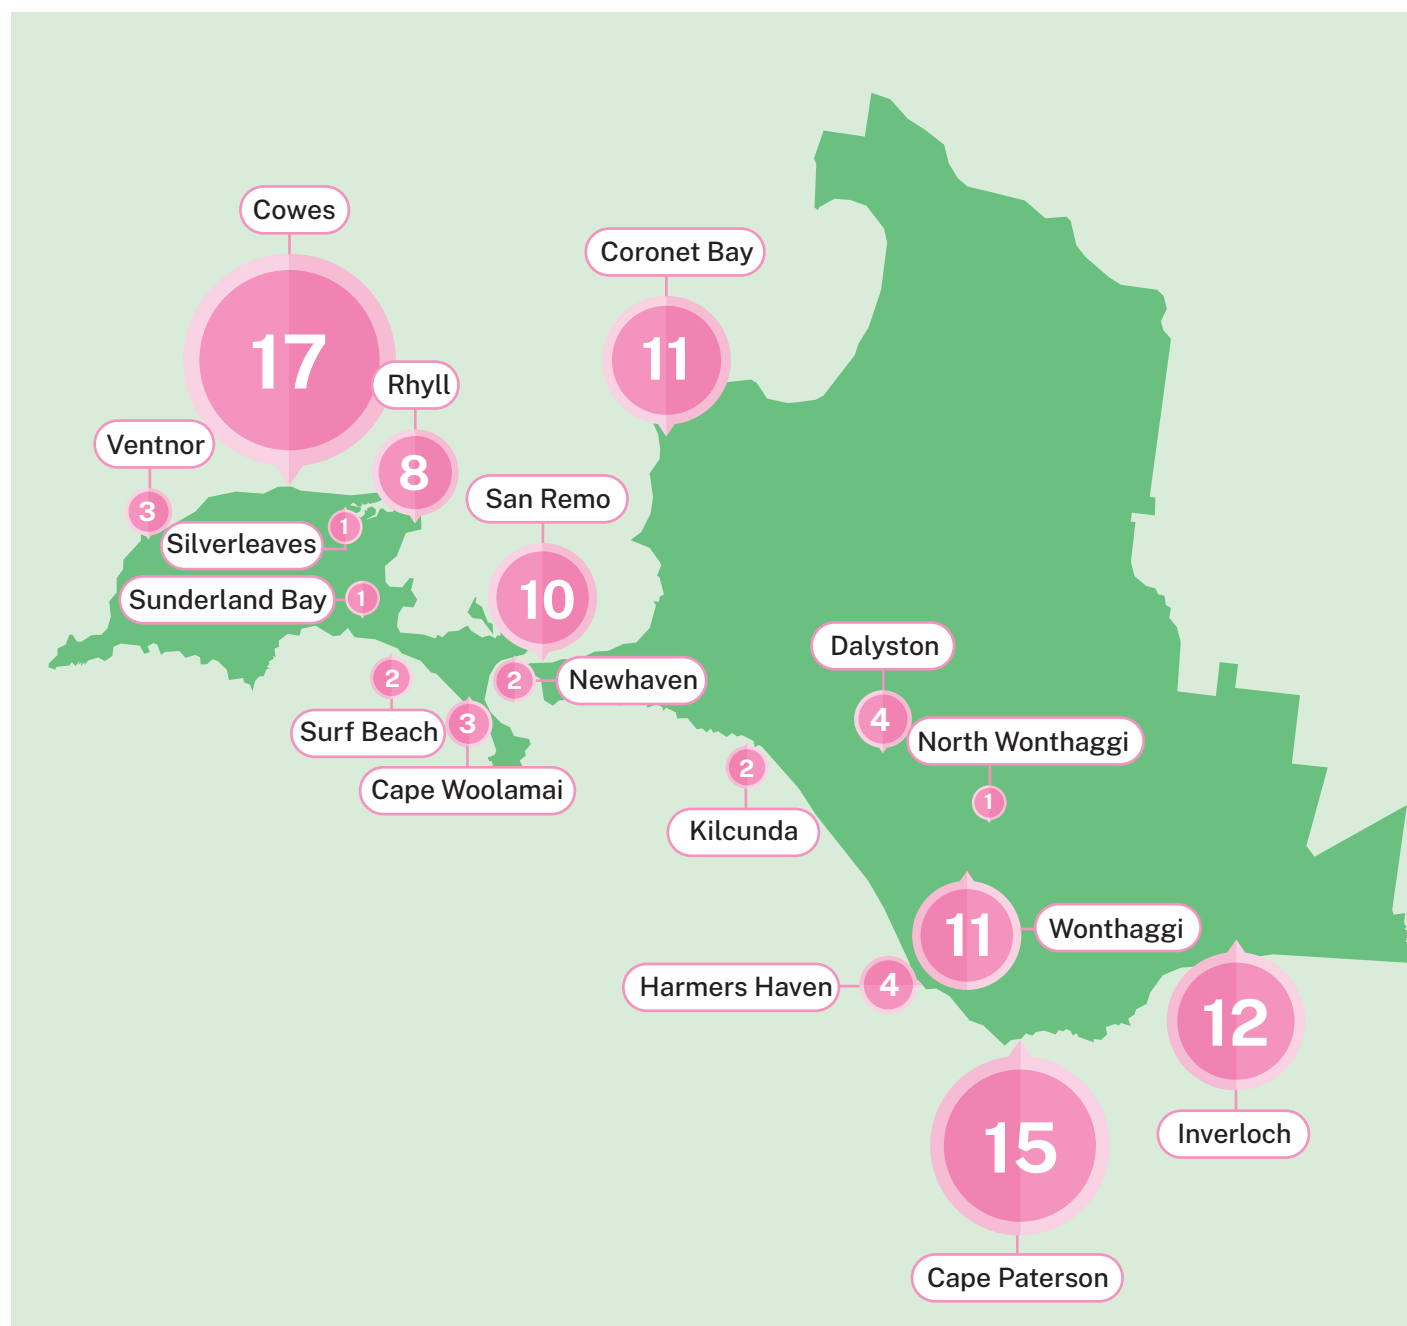 Cowes
17
Coronet Bay
11
Rhyll
8
Ventnor
3
San Remo
10
Silverleaves
1
Sunderland Bay
1
Surf Beach
2
Newhaven
2
Cape Woolamai
3
Dalyston
4
North Wonthaggi
1
Kilcunda
2
Wonthaggi
11
Harmers Haven
4
Inverloch
12
Cape Paterson
15